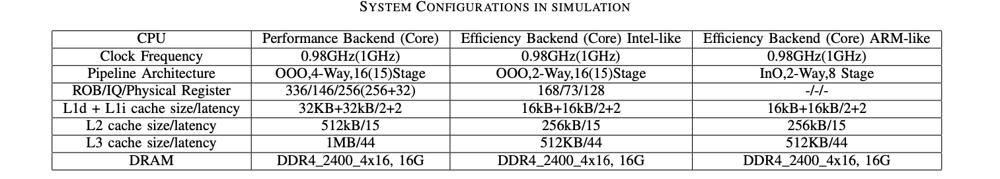 SYSTEM CONFIGURATIONS IN SIMULATION
CPU Performance Backend (Core) Efficiency Backend (Core) Intel-like Efficiency Backend (Core) ARM-like
Clock Frequency 0.98GHz(1GHz) 0.98GHz(1GHz) 0.98GHz(1GHz)
Pipeline Architecture OOO,4-Way,16(15)Stage OOO,2-Way,16(15)Stage InO,2-Way,8 Stage
ROB/IQ/Physical Register 336/146/256(256+32) 168/73/128 -/-/-
L1d + L1i cache size/latency 32KB+32kB/2+2 16kB+16kB/2+2 16kB+16kB/2+2
L2 cache size/latency 512kB/15 256kB/15 256kB/15
L3 cache size/latency 1MB/44 512KB/44 512KB/44
DRAM DDR4_2400_4x16, 16G DDR4_2400_4x16, 16G DDR4_2400_4x16, 16G